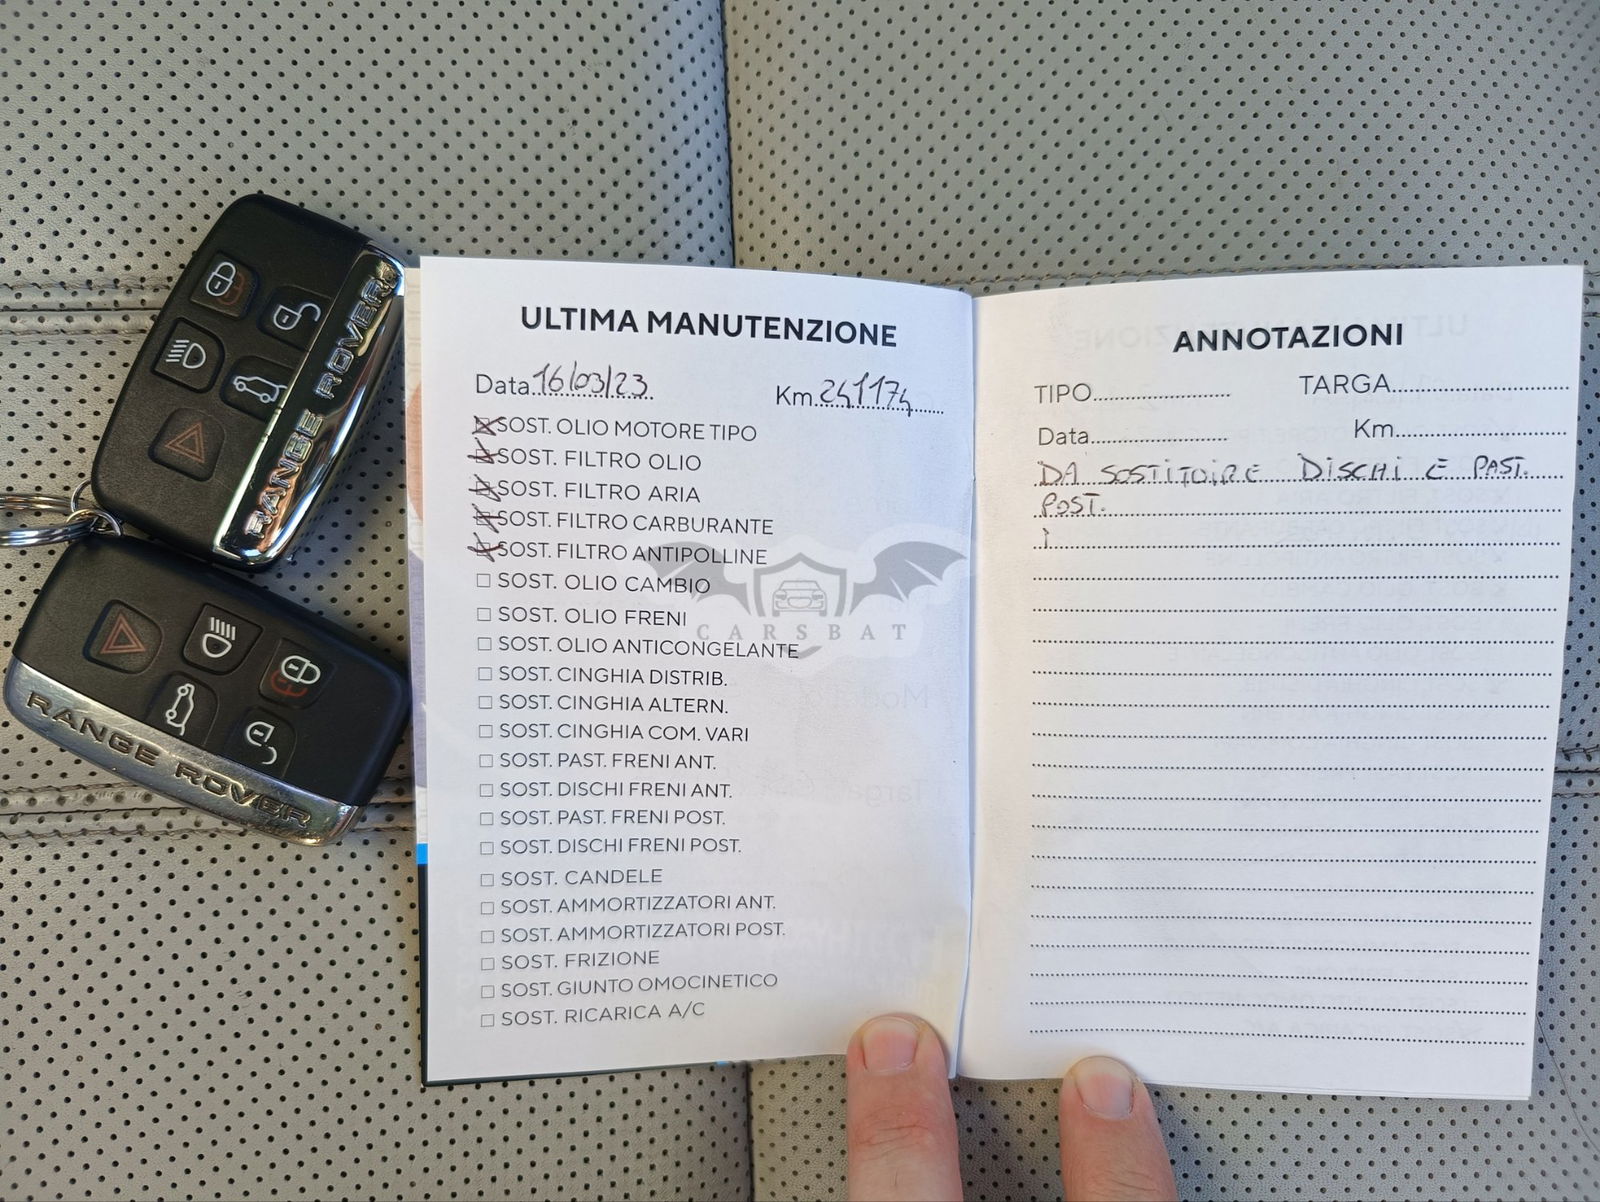 RANGE ROVER
RANGE ROVER
ULTIMA MANUTENZIONE
Data 16/03/23 Km 241174
SOST. OLIO MOTORE TIPO
SOST. FILTRO OLIO
SOST. FILTRO ARIA
SOST. FILTRO CARBURANTE
SOST. FILTRO ANTIPOLLINE
SOST. OLIO CAMBIO
SOST. OLIO FRENI
SOST. OLIO ANTICONGELANTE
SOST. CINGHIA DISTRIB.
SOST. CINGHIA ALTERN.
SOST. CINGHIA COM. VARI
SOST. PAST. FRENI ANT.
SOST. DISCHI FRENI ANT.
SOST. PAST. FRENI POST.
SOST. DISCHI FRENI POST.
SOST. CANDELE
SOST. AMMORTIZZATORI ANT.
SOST. AMMORTIZZATORI POST.
SOST. FRIZIONE
SOST. GIUNTO OMOCINETICO
SOST. RICARICA A/C
CARSBAT
ANNOTAZIONI
TIPO TARGA
Data Km
DA SOSTITUIRE DISCHI E PAST.
POST.